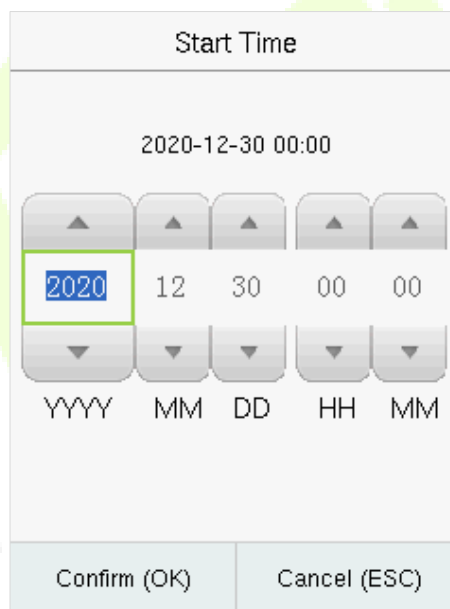 Start Time
2020-12-30 00:00
2020 12 30 00 00
YYYY MM DD HH MM
Confirm (OK) Cancel (ESC)